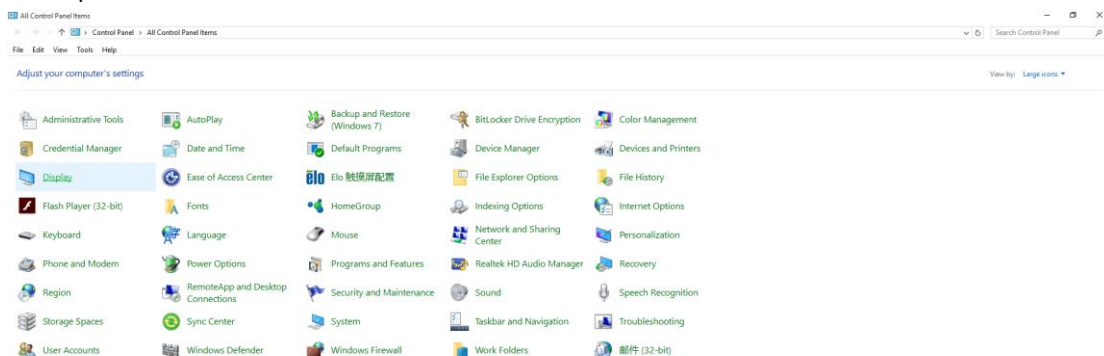 All Control Panel Items
Control Panel › All Control Panel Items
Search Control Panel
File Edit View Tools Help
Adjust your computer's settings
View by: Large icons
Administrative Tools
AutoPlay
Backup and Restore
(Windows 7)
BitLocker Drive Encryption
Color Management
Credential Manager
Date and Time
Default Programs
Device Manager
Devices and Printers
Display
Ease of Access Center
elo Elo 触摸屏配置
File Explorer Options
File History
Flash Player (32-bit)
Fonts
HomeGroup
Indexing Options
Internet Options
Keyboard
Language
Mouse
Network and Sharing
Center
Personalization
Phone and Modem
Power Options
Programs and Features
Realtek HD Audio Manager
Recovery
Region
RemoteApp and Desktop
Connections
Security and Maintenance
Sound
Speech Recognition
Storage Spaces
Sync Center
System
Taskbar and Navigation
Troubleshooting
User Accounts
Windows Defender
Windows Firewall
Work Folders
邮件 (32-bit)